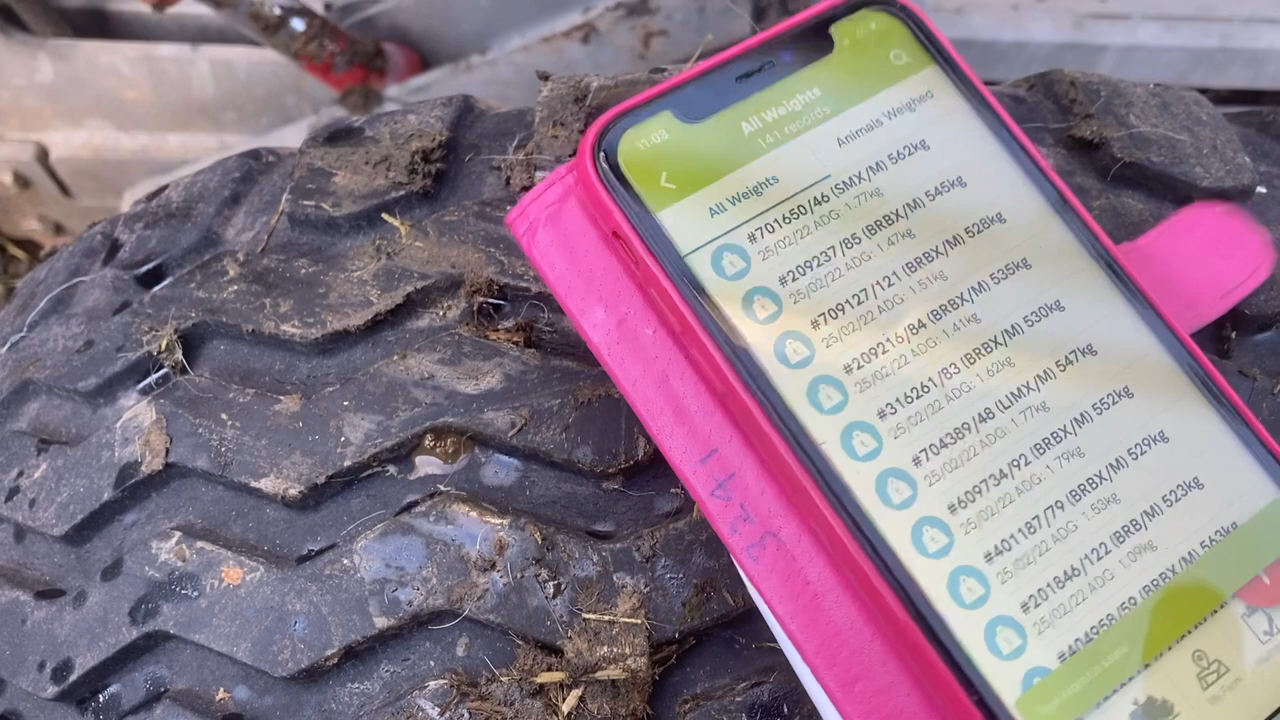 11:03
All Weights
141 records
All Weights
Animals Weighed
#701650/46 (SMX/M) 562kg
25/02/22 ADG: 1.77kg
#209237/85 (BRBX/M) 545kg
25/02/22 ADG: 1.47kg
#709127/121 (BRBX/M) 528kg
25/02/22 ADG: 1.51kg
#209216/84 (BRBX/M) 535kg
25/02/22 ADG: 1.41kg
#316261/83 (BRBX/M) 530kg
25/02/22 ADG: 1.62kg
#704389/48 (LIMX/M) 547kg
25/02/22 ADG: 1.77kg
#609734/92 (BRBX/M) 552kg
25/02/22 ADG: 1.79kg
#401187/79 (BRBX/M) 529kg
25/02/22 ADG: 1.53kg
#201846/122 (BRB/M) 523kg
25/02/22 ADG: 1.09kg
#404958/59 (BRBX/M) 563kg